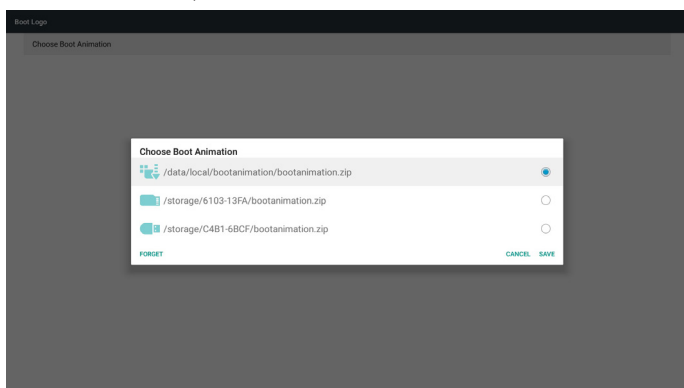 Boot Logo
Choose Boot Animation
Choose Boot Animation
/data/local/bootanimation/bootanimation.zip
/storage/6103-13FA/bootanimation.zip
/storage/C4B1-6BCF/bootanimation.zip
FORGET CANCEL SAVE